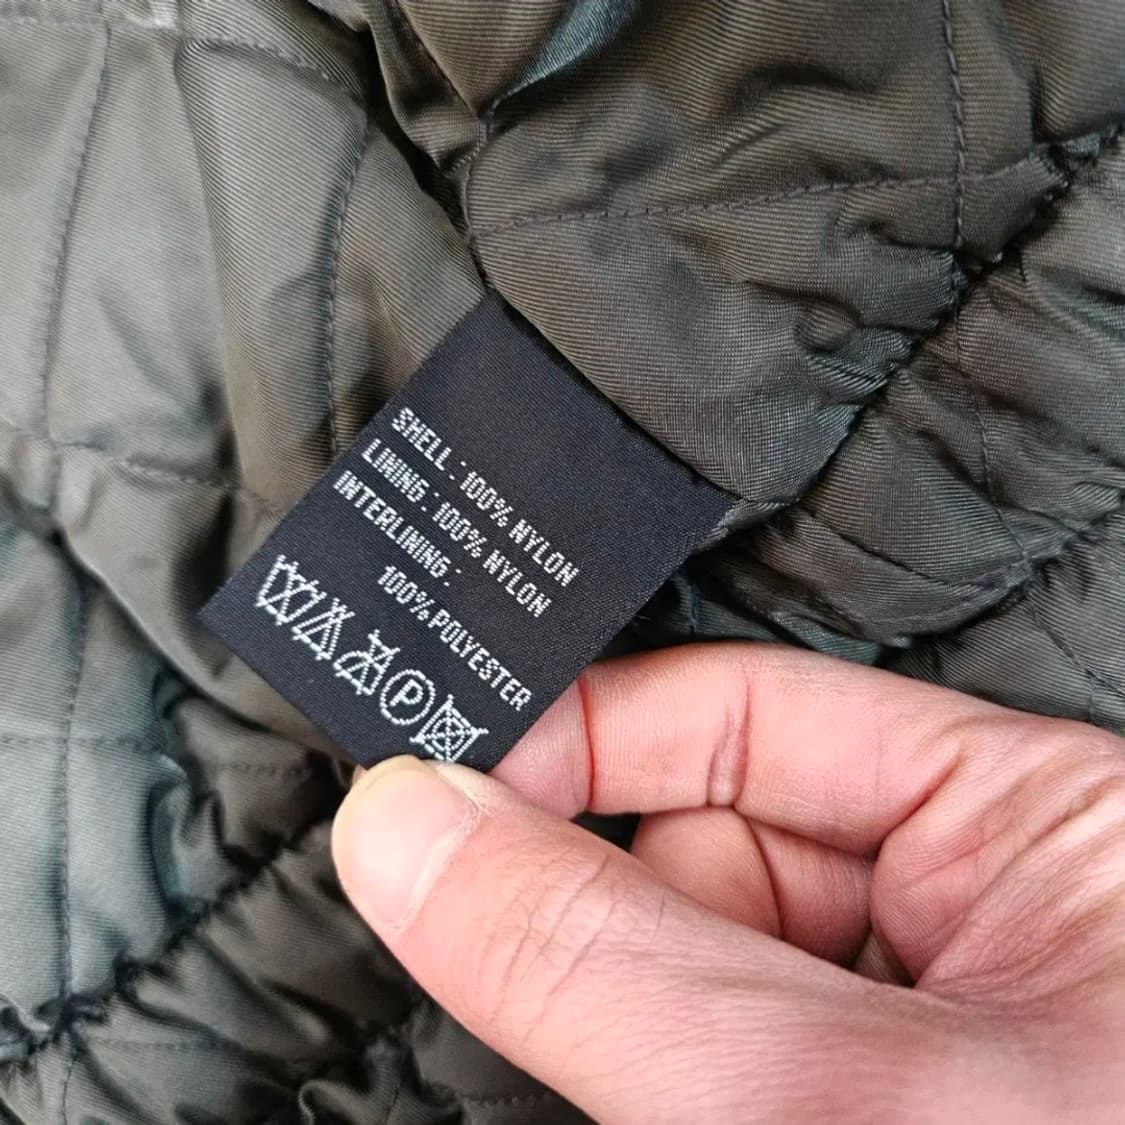 SHELL : 100% NYLON
LINING : 100% NYLON
INTERLINING :
100% POLYESTER
P